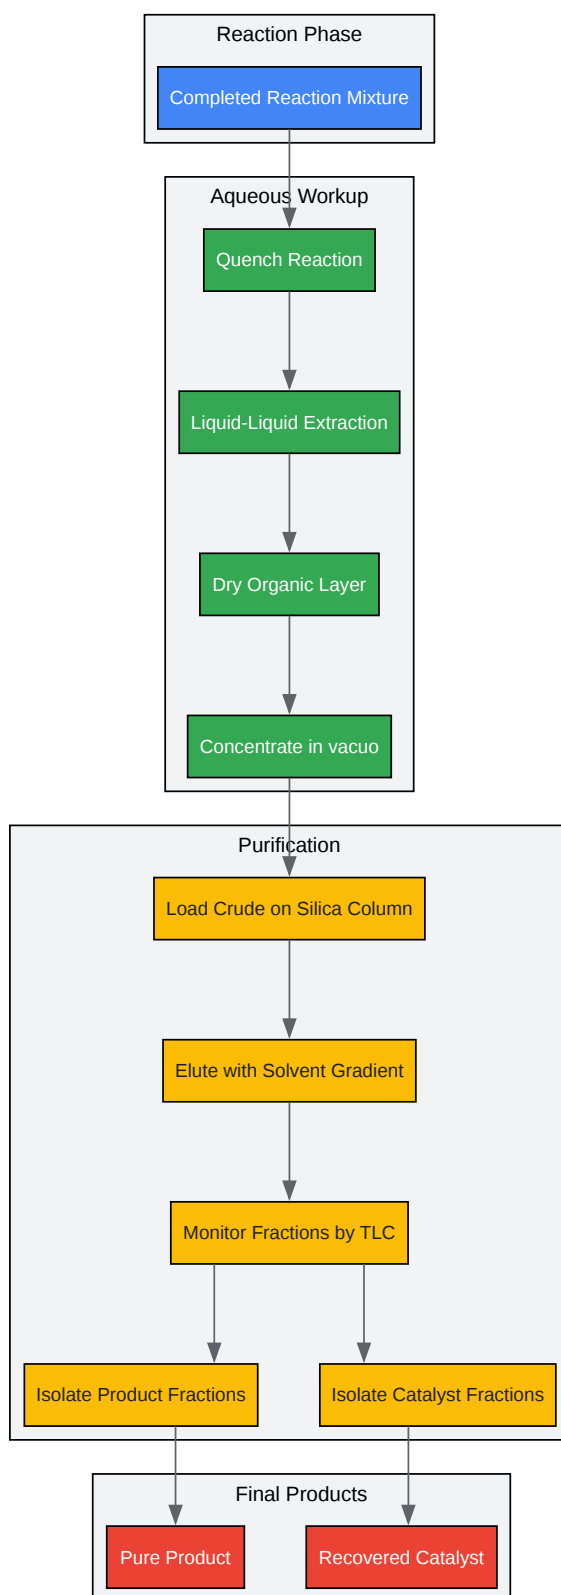 Reaction Phase
Completed Reaction Mixture
Aqueous Workup
Quench Reaction
Liquid-Liquid Extraction
Dry Organic Layer
Concentrate in vacuo
Purification
Load Crude on Silica Column
Elute with Solvent Gradient
Monitor Fractions by TLC
Isolate Product Fractions
Isolate Catalyst Fractions
Final Products
Pure Product
Recovered Catalyst